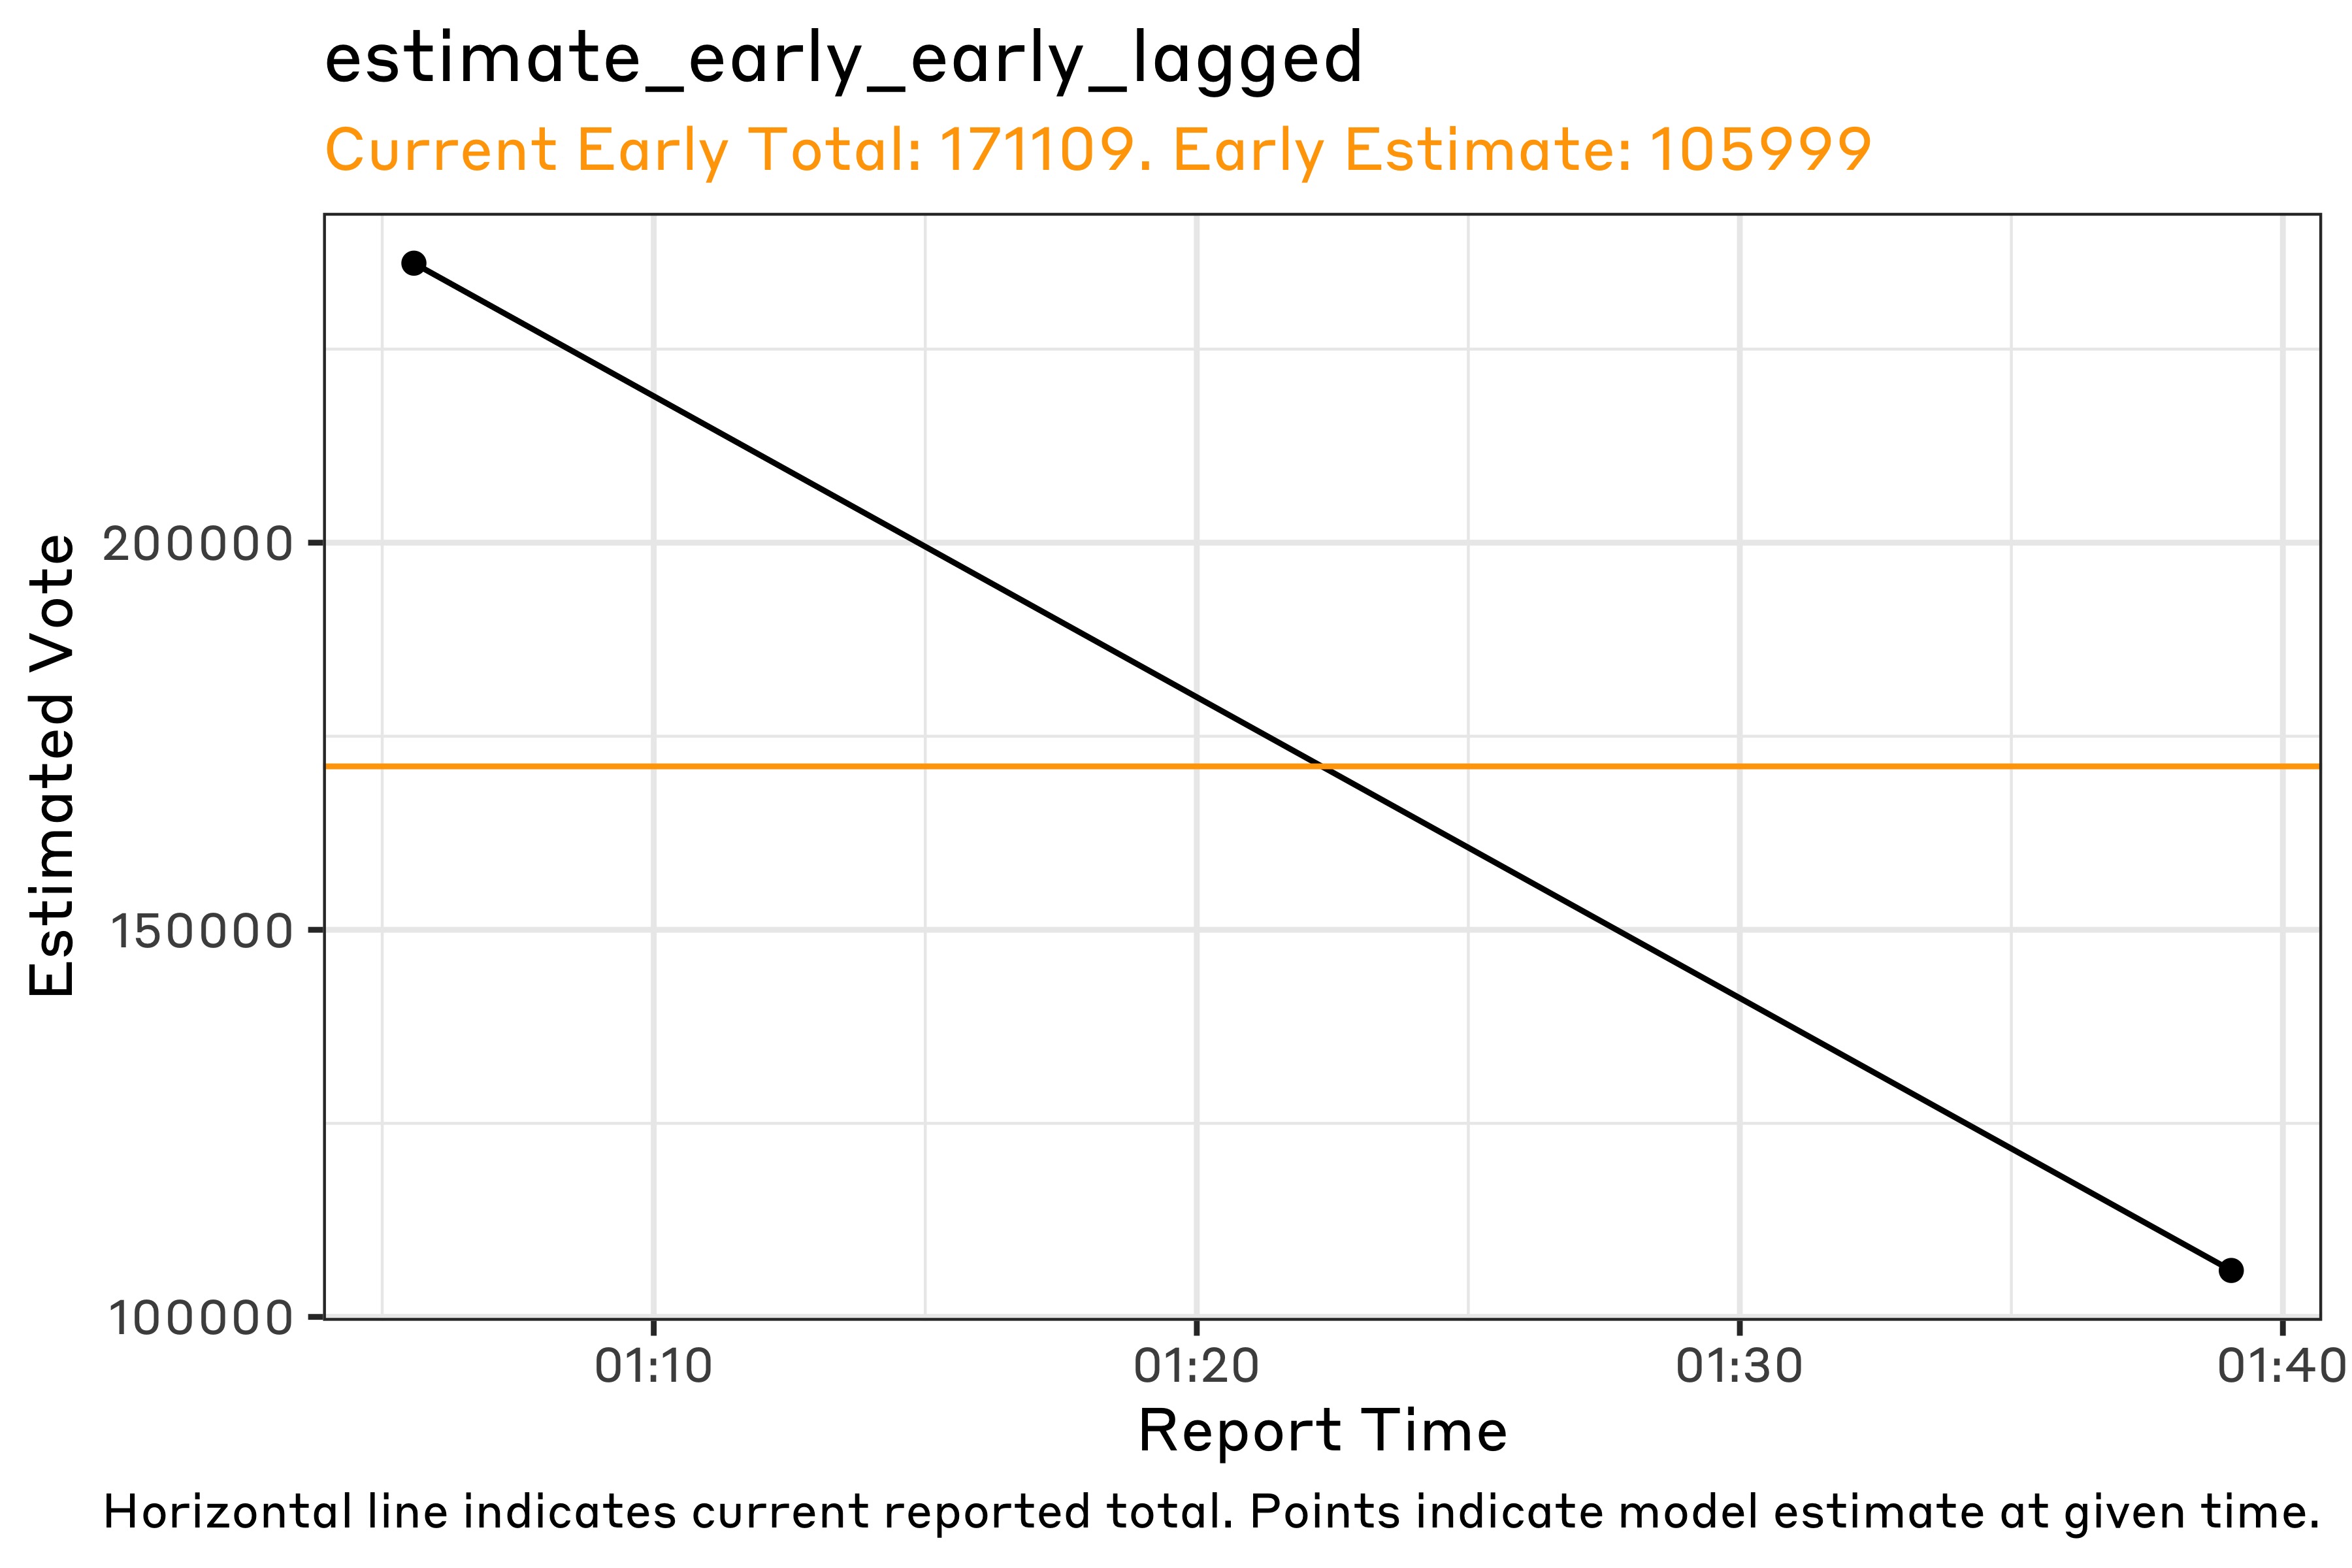 estimate_early_early_lagged
Current Early Total: 171109. Early Estimate: 105999
Estimated Vote
200000
150000
100000
01:10
01:20
01:30
01:40
Report Time
Horizontal line indicates current reported total. Points indicate model estimate at given time.